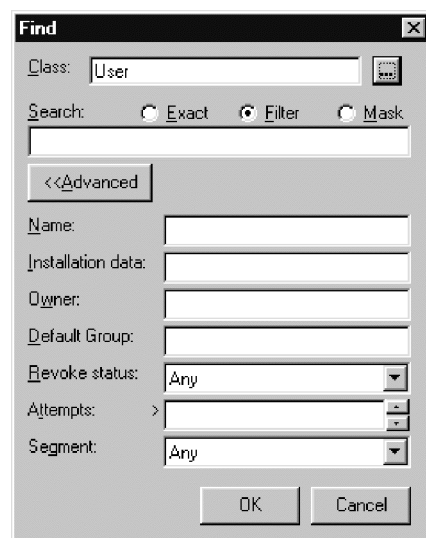 Find
Class: User ...
Search: Exact Filter Mask
<<Advanced
Name:
Installation data:
Owner:
Default Group:
Revoke status: Any
Attempts: >
Segment: Any
OK Cancel